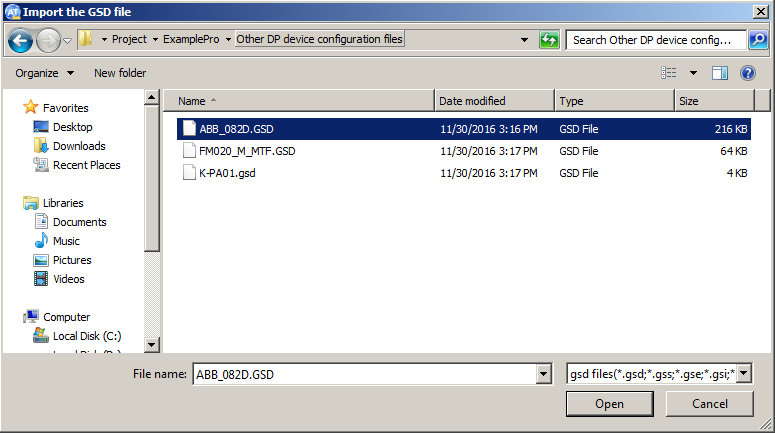 Import the GSD file
Project ExamplePro Other DP device configuration files
Search Other DP device config...
Organize New folder
Favorites
Desktop
Downloads
Recent Places
Libraries
Documents
Music
Pictures
Videos
Computer
Local Disk (C:)
Name Date modified Type Size
ABB_082D.GSD 11/30/2016 3:16 PM GSD File 216 KB
FM020_M_MTF.GSD 11/30/2016 3:17 PM GSD File 64 KB
K-PA01.gsd 11/30/2016 3:17 PM GSD File 4 KB
File name: ABB_082D.GSD gsd files(*.gsd;*.gss;*.gse;*.gsi;*
Open Cancel